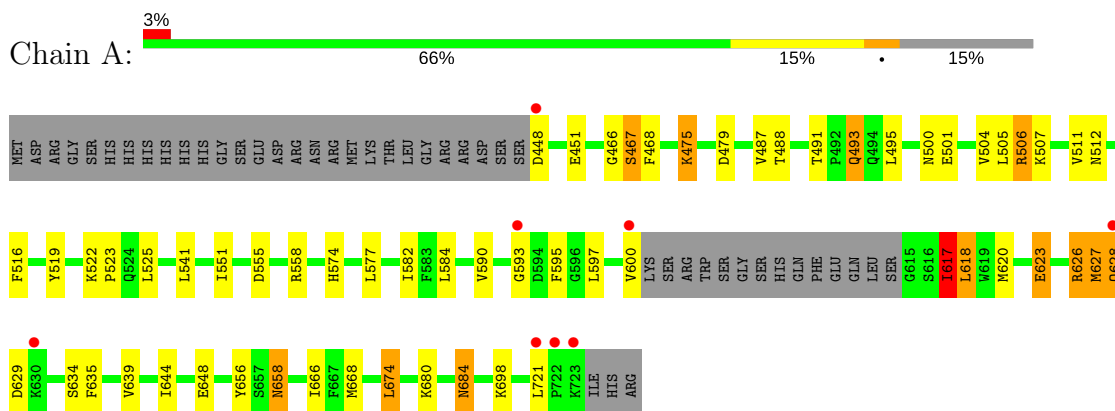 3%
Chain A:
66% 15% • 15%
MET ASP ARG GLY SER HIS HIS HIS HIS HIS HIS GLY SER GLU ASP ARG ASN ARG MET LYS THR LEU GLY ARG ARG ASP SER SER D448 E451 G466 S467 F468 K475 D479 V487 T488 T491 P492 Q493 Q494 L495 N500 E501 V504 L505 R506 K507 V511 N512
F516 Y519 K522 P523 Q524 L525 L541 I551 D555 R558 H574 L577 I582 F583 L584 V590 G593 D594 F595 G596 L597 V600 LYS SER ARG TRP SER GLY SER HIS GLN PHE GLU GLN LEU SER G615 S616 I617 L618 W619 M620 E623 R626 M627
D629 K630 S634 F635 V639 I644 E648 Y656 S657 N658 I666 F667 M668 L674 K680 N684 K698 L721 P722 K723 ILE HIS ARG